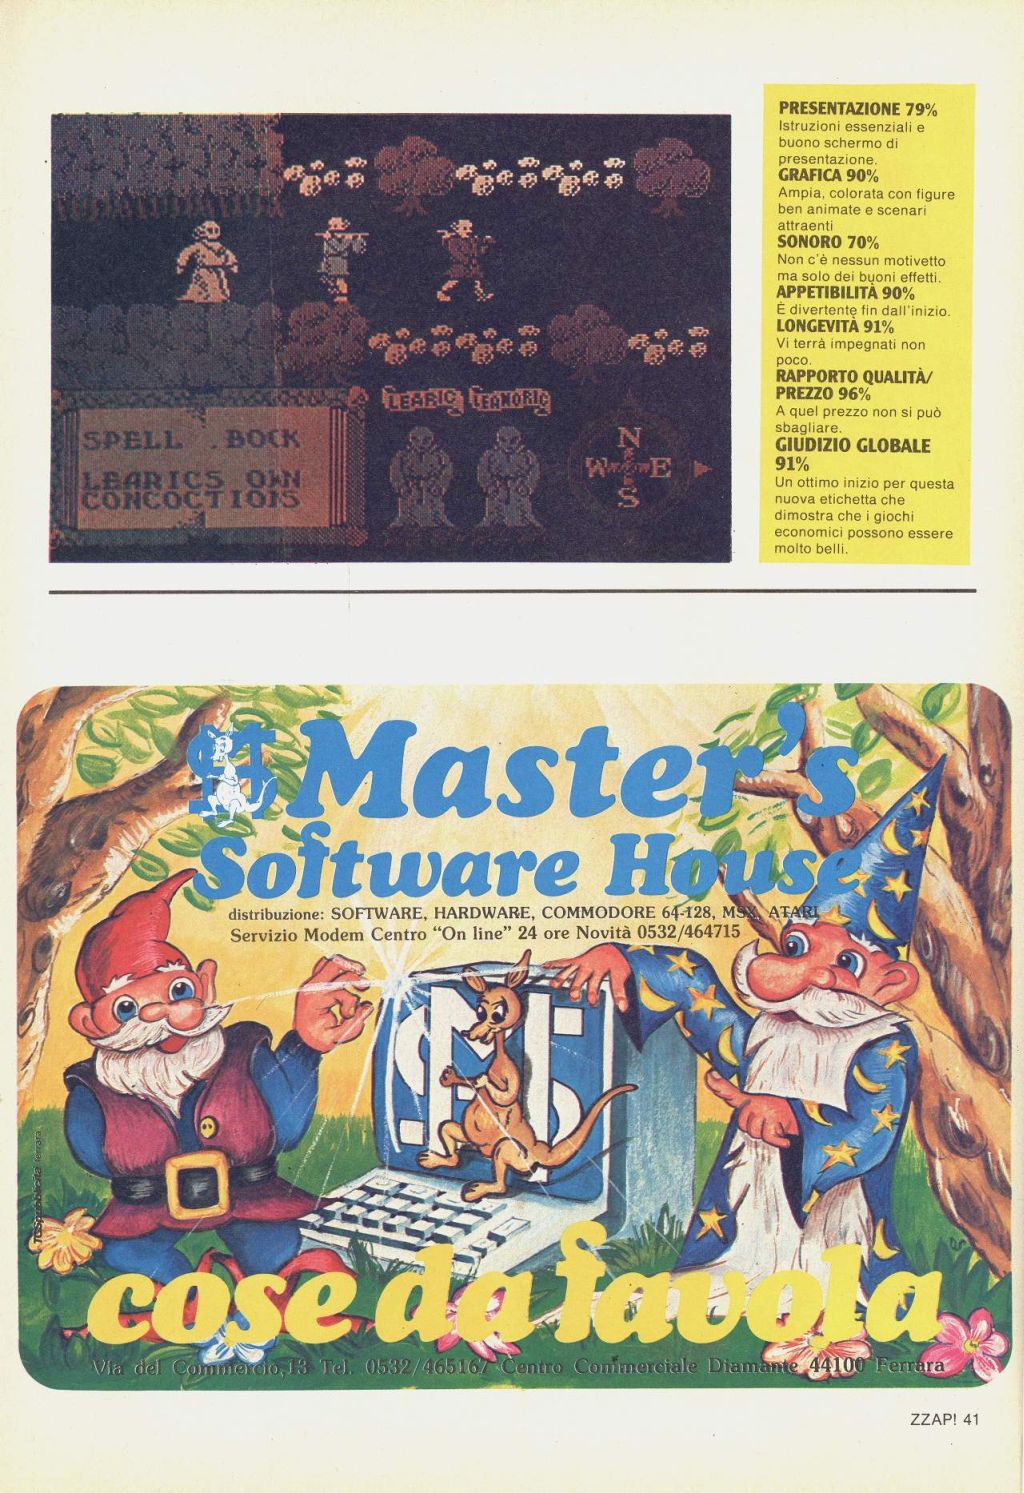 PRESENTAZIONE 79%
Istruzioni essenziali e
buono schermo di
presentazione.
GRAFICA 90%
Ampia, colorata con figure
ben animate e scenari
attraenti
SONORO 70%
Non c'è nessun motivetto
ma solo dei buoni effetti.
APPETIBILITÀ 90%
È divertente fin dall'inizio.
LONGEVITÀ 91%
Vi terrà impegnati non
poco.
RAPPORTO QUALITÀ/
PREZZO 96%
A quel prezzo non si può
sbagliare.
GIUDIZIO GLOBALE
91%
Un ottimo inizio per questa
nuova etichetta che
dimostra che i giochi
economici possono essere
molto belli.
LEARIC LEANORIC
SPELL .BOCK
LEARICS OWN
CONCOCTIONS
N
W E
S
Master's
Software House
distribuzione: SOFTWARE, HARDWARE, COMMODORE 64-128, MSX, ATARI
Servizio Modem Centro "On line" 24 ore Novità 0532/464715
cose da favola
Via del Commercio, 13 Tel. 0532/465167 Centro Commerciale Diamante 44100 Ferrara
ZZAP! 41